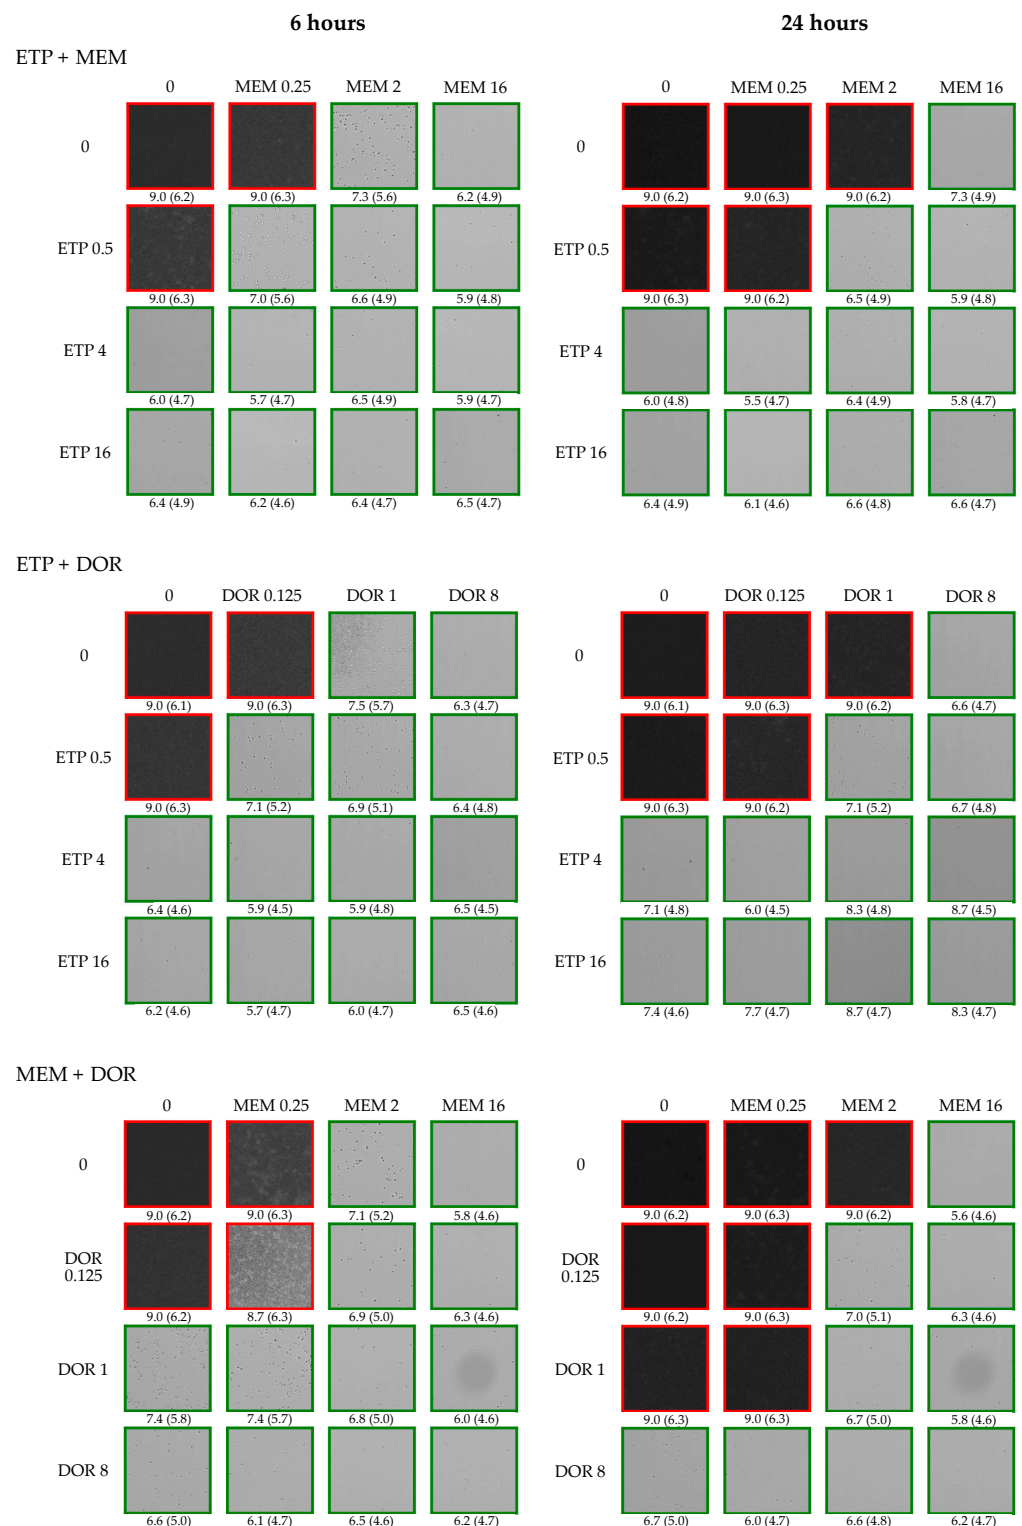 6 hours 24 hours
ETP + MEM
0 MEM 0.25 MEM 2 MEM 16 0 MEM 0.25 MEM 2 MEM 16
0 0
9.0 (6.2) 9.0 (6.3) 7.3 (5.6) 6.2 (4.9) 9.0 (6.2) 9.0 (6.3) 9.0 (6.2) 7.3 (4.9)
ETP 0.5 ETP 0.5
9.0 (6.3) 7.0 (5.6) 6.6 (4.9) 5.9 (4.8) 9.0 (6.3) 9.0 (6.2) 6.5 (4.9) 5.9 (4.8)
ETP 4 ETP 4
6.0 (4.7) 5.7 (4.7) 6.5 (4.9) 5.9 (4.7) 6.0 (4.8) 5.5 (4.7) 6.4 (4.9) 5.8 (4.7)
ETP 16 ETP 16
6.4 (4.9) 6.2 (4.6) 6.4 (4.7) 6.5 (4.7) 6.4 (4.9) 6.1 (4.6) 6.6 (4.8) 6.6 (4.7)
ETP + DOR
0 DOR 0.125 DOR 1 DOR 8 0 DOR 0.125 DOR 1 DOR 8
0 0
9.0 (6.1) 9.0 (6.3) 7.5 (5.7) 6.3 (4.7) 9.0 (6.1) 9.0 (6.3) 9.0 (6.2) 6.6 (4.7)
ETP 0.5 ETP 0.5
9.0 (6.3) 7.1 (5.2) 6.9 (5.1) 6.4 (4.8) 9.0 (6.3) 9.0 (6.2) 7.1 (5.2) 6.7 (4.8)
ETP 4 ETP 4
6.4 (4.6) 5.9 (4.5) 5.9 (4.8) 6.5 (4.5) 7.1 (4.8) 6.0 (4.5) 8.3 (4.8) 8.7 (4.5)
ETP 16 ETP 16
6.2 (4.6) 5.7 (4.7) 6.0 (4.7) 6.5 (4.6) 7.4 (4.6) 7.7 (4.7) 8.7 (4.7) 8.3 (4.7)
MEM + DOR
0 MEM 0.25 MEM 2 MEM 16 0 MEM 0.25 MEM 2 MEM 16
0 0
9.0 (6.2) 9.0 (6.3) 7.1 (5.2) 5.8 (4.6) 9.0 (6.2) 9.0 (6.3) 9.0 (6.2) 5.6 (4.6)
DOR DOR
0.125 0.125
9.0 (6.2) 8.7 (6.3) 6.9 (5.0) 6.3 (4.6) 9.0 (6.2) 9.0 (6.3) 7.0 (5.1) 6.3 (4.6)
DOR 1 DOR 1
7.4 (5.8) 7.4 (5.7) 6.8 (5.0) 6.0 (4.6) 9.0 (6.3) 9.0 (6.3) 6.7 (5.0) 5.8 (4.6)
DOR 8 DOR 8
6.6 (5.0) 6.1 (4.7) 6.5 (4.6) 6.2 (4.7) 6.7 (5.0) 6.0 (4.7) 6.6 (4.8) 6.2 (4.7)